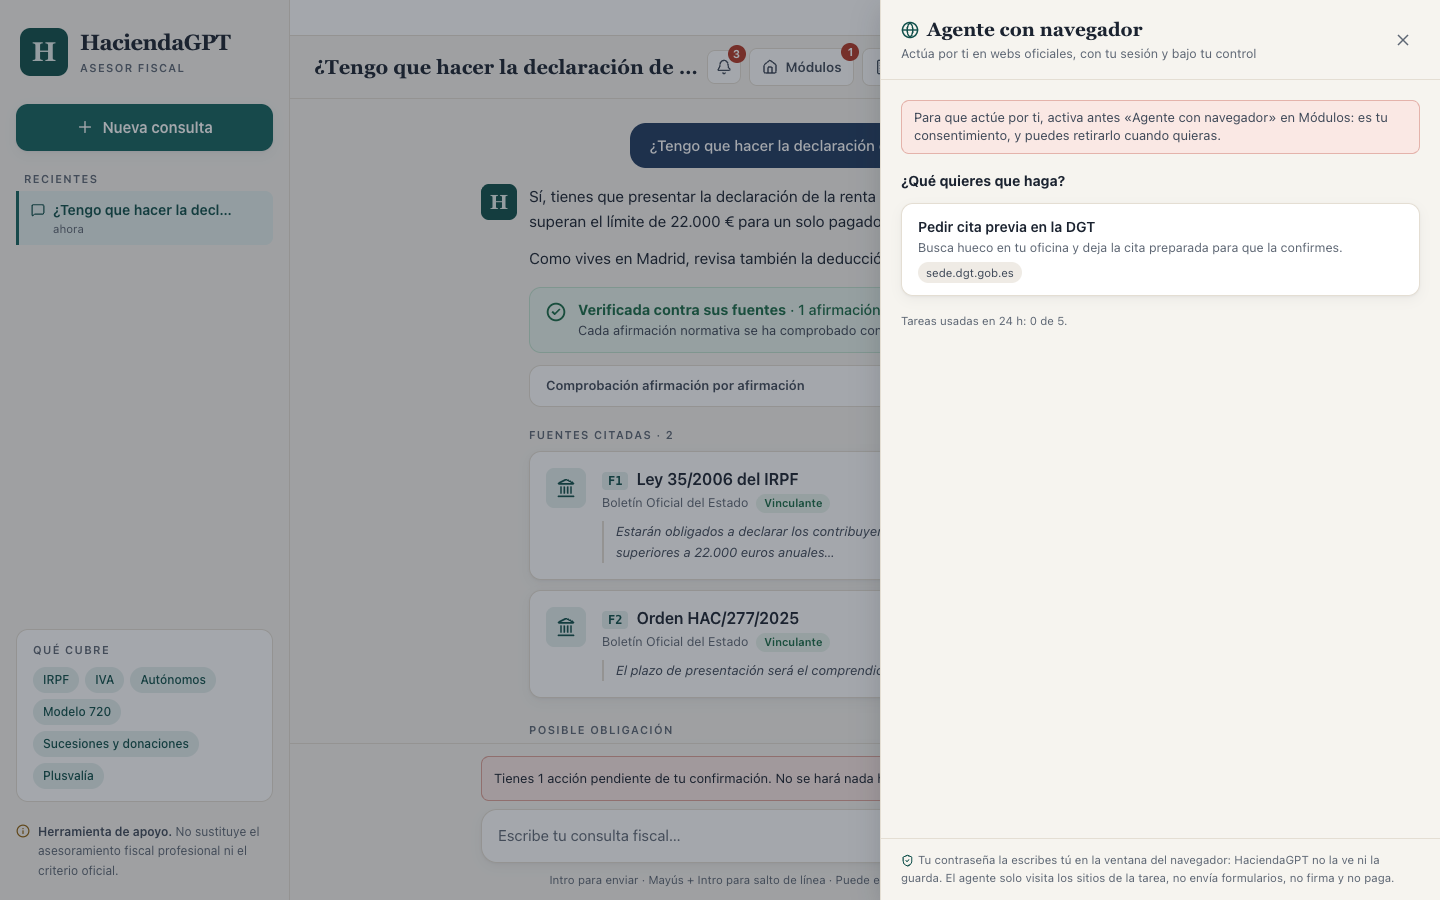 H
HaciendaGPT
ASESOR FISCAL
Nueva consulta
RECIENTES
¿Tengo que hacer la decl...
ahora
QUÉ CUBRE
IRPF
IVA
Autónomos
Modelo 720
Sucesiones y donaciones
Plusvalía
Herramienta de apoyo. No sustituye el
asesoramiento fiscal profesional ni el
criterio oficial.
¿Tengo que hacer la declaración de ...
3
Módulos
1
¿Tengo que hacer la declaración
H
Sí, tienes que presentar la declaración de la renta
superan el límite de 22.000 € para un solo pagado
Como vives en Madrid, revisa también la deducció
Verificada contra sus fuentes · 1 afirmación
Cada afirmación normativa se ha comprobado con
Comprobación afirmación por afirmación
FUENTES CITADAS · 2
F1 Ley 35/2006 del IRPF
Boletín Oficial del Estado Vinculante
Estarán obligados a declarar los contribuyen
superiores a 22.000 euros anuales...
F2 Orden HAC/277/2025
Boletín Oficial del Estado Vinculante
El plazo de presentación será el comprendid
POSIBLE OBLIGACIÓN
Tienes 1 acción pendiente de tu confirmación. No se hará nada
Escribe tu consulta fiscal...
Intro para enviar · Mayús + Intro para salto de línea · Puede e
Agente con navegador
Actúa por ti en webs oficiales, con tu sesión y bajo tu control
Para que actúe por ti, activa antes «Agente con navegador» en Módulos: es tu
consentimiento, y puedes retirarlo cuando quieras.
¿Qué quieres que haga?
Pedir cita previa en la DGT
Busca hueco en tu oficina y deja la cita preparada para que la confirmes.
sede.dgt.gob.es
Tareas usadas en 24 h: 0 de 5.
Tu contraseña la escribes tú en la ventana del navegador: HaciendaGPT no la ve ni la
guarda. El agente solo visita los sitios de la tarea, no envía formularios, no firma y no paga.